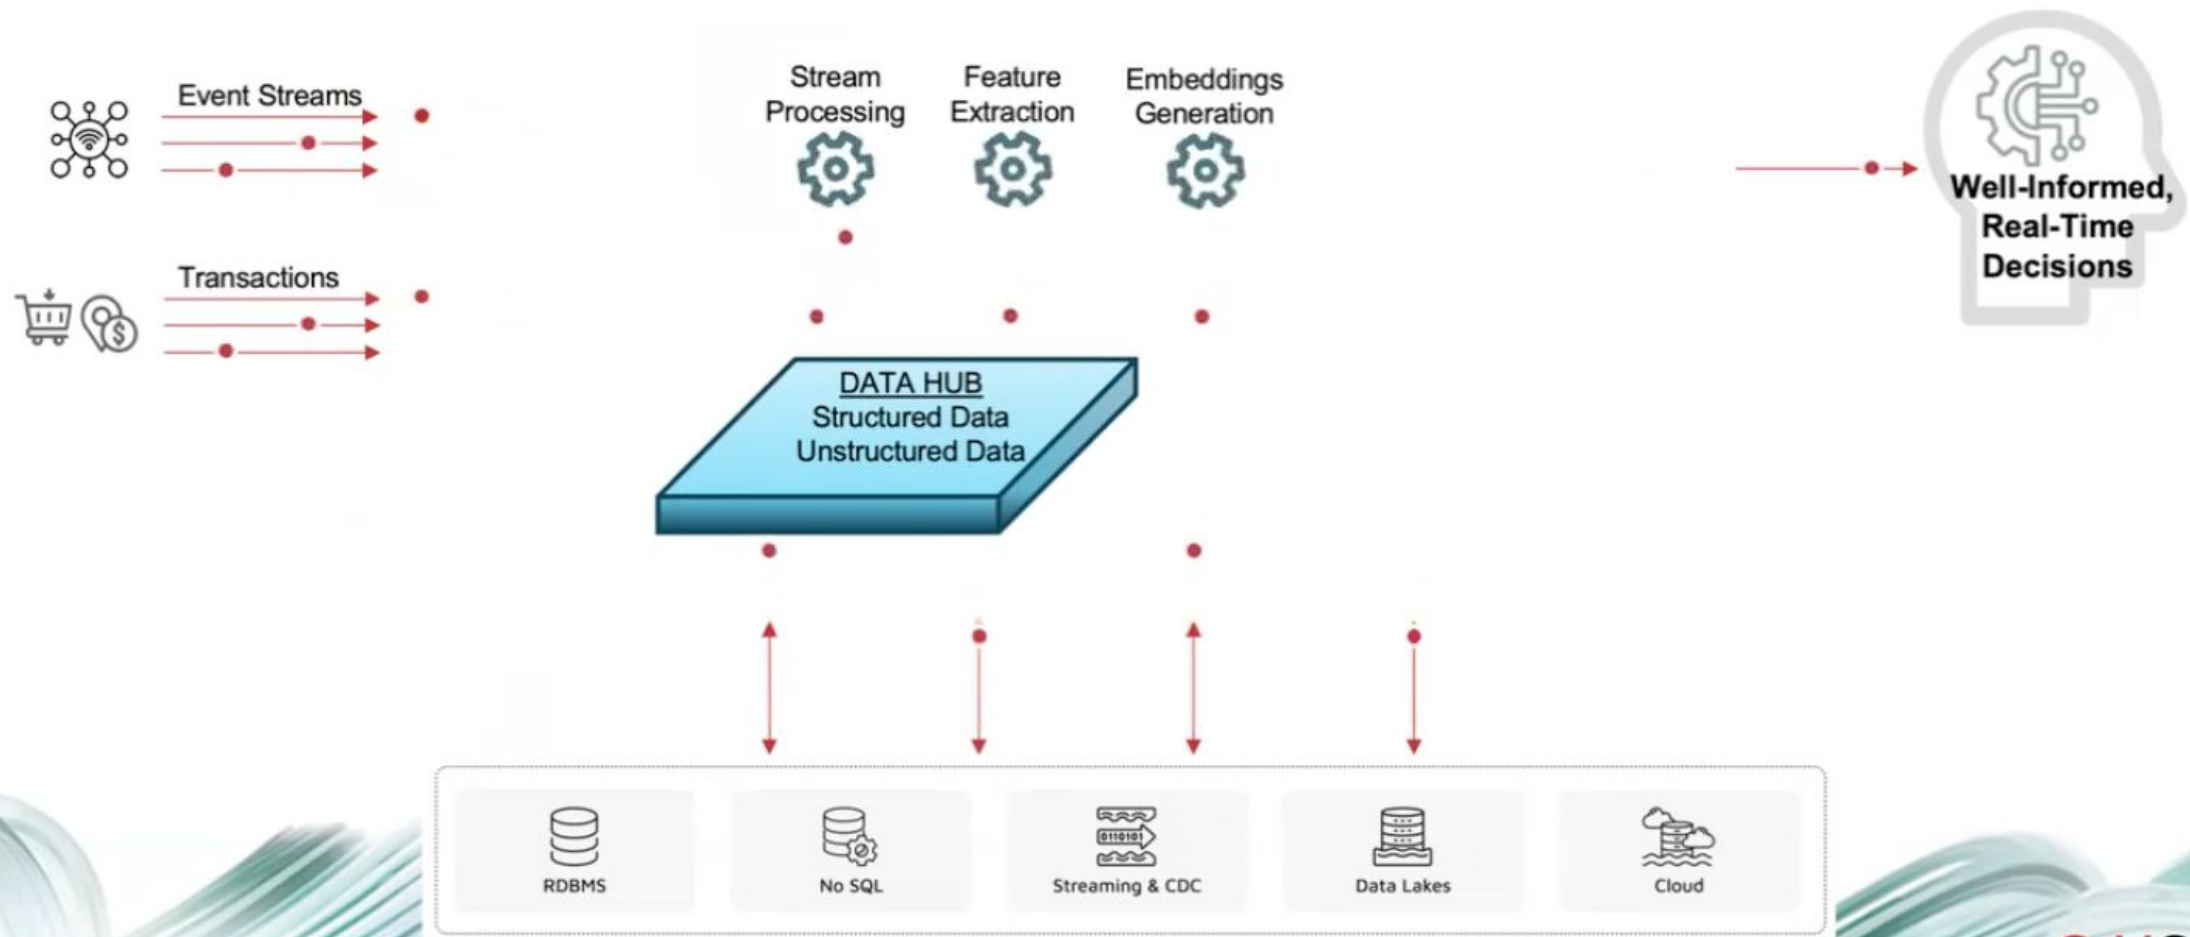 Event Streams
Stream
Processing
Feature
Extraction
Embeddings
Generation
Well-Informed,
Real-Time
Decisions
Transactions
DATA HUB
Structured Data
Unstructured Data
0110101
RDBMS
No SQL
Streaming & CDC
Data Lakes
Cloud